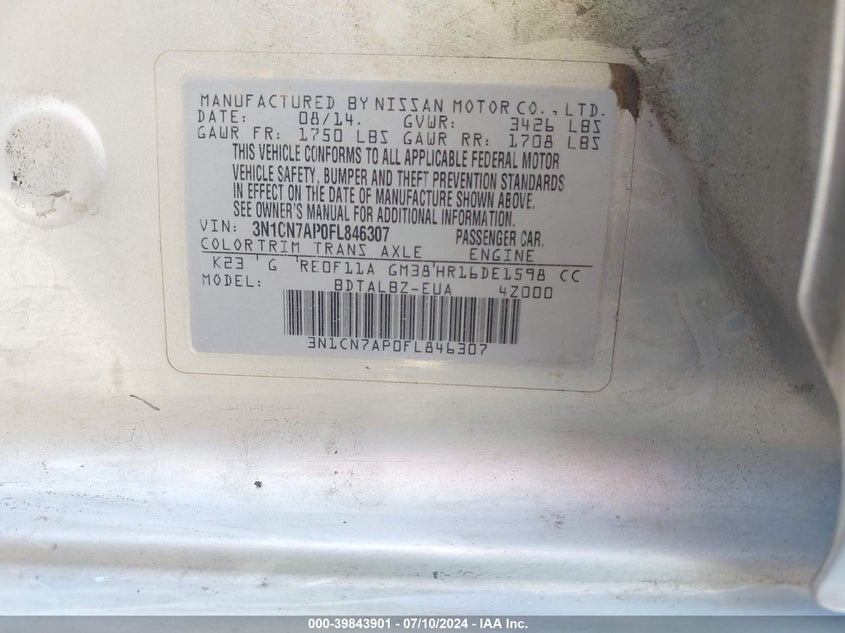 MANUFACTURED BY NISSAN MOTOR CO., LTD.
DATE: 08/14. GVWR: 3426 LBS
GAWR FR: 1750 LBS GAWR RR: 1708 LBS
THIS VEHICLE CONFORMS TO ALL APPLICABLE FEDERAL MOTOR
VEHICLE SAFETY, BUMPER AND THEFT PREVENTION STANDARDS
IN EFFECT ON THE DATE OF MANUFACTURE SHOWN ABOVE.
SEE OWNER'S MANUAL FOR ADDITIONAL INFORMATION.
VIN: 3N1CN7AP0FL846307 PASSENGER CAR.
COLOR TRIM TRANS AXLE ENGINE
K23 G RE0F11A GM38 HR16DE1598 CC
MODEL: BDTALBZ-EUA 4Z000
3N1CN7AP0FL846307
000-39843901 - 07/10/2024 - IAA Inc.